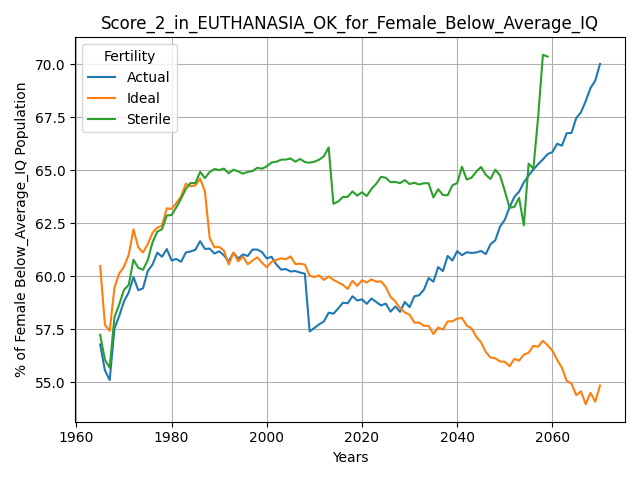 Score_2_in_EUTHANASIA_OK_for_Female_Below_Average_IQ
Fertility
Actual
Ideal
Sterile
% of Female Below_Average_IQ Population
70.0
67.5
65.0
62.5
60.0
57.5
55.0
1960
1980
2000
2020
2040
2060
Years